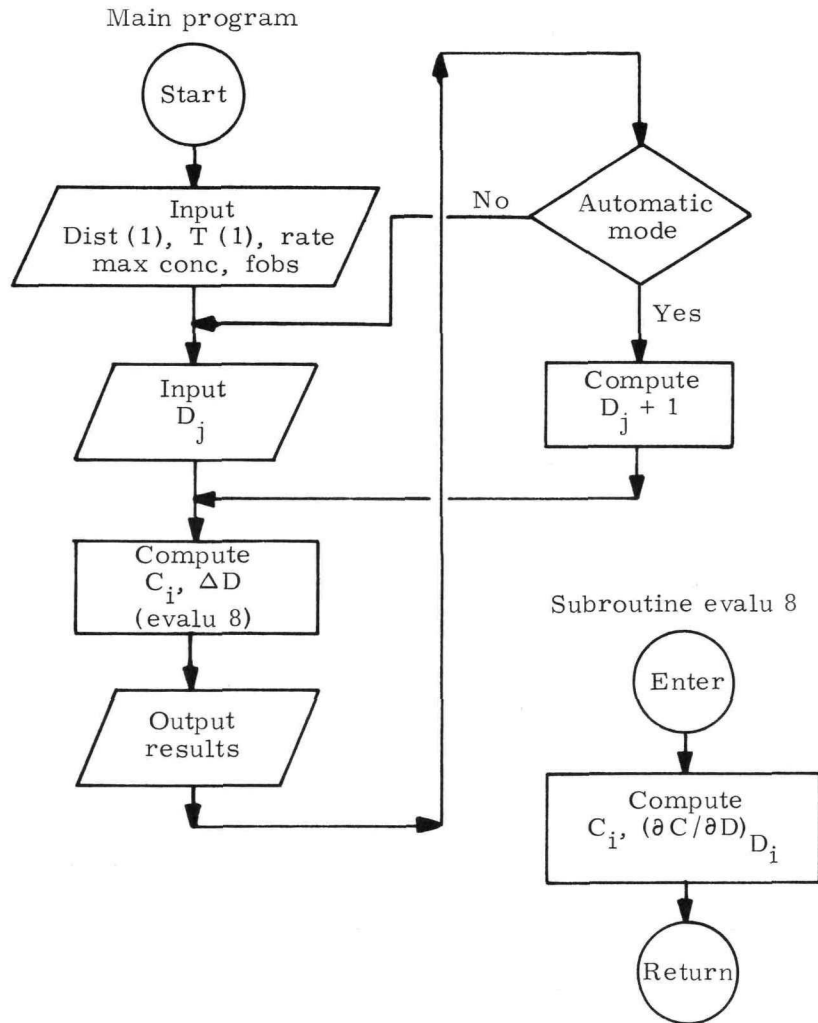 Main program
Start
Input
Dist (1), T (1), rate
max conc, fobs
Input
D_j
Compute
C_i, ΔD
(evalu 8)
Output
results
No
Automatic
mode
Yes
Compute
D_j + 1
Subroutine evalu 8
Enter
Compute
C_i, (∂C/∂D)_D_i
Return